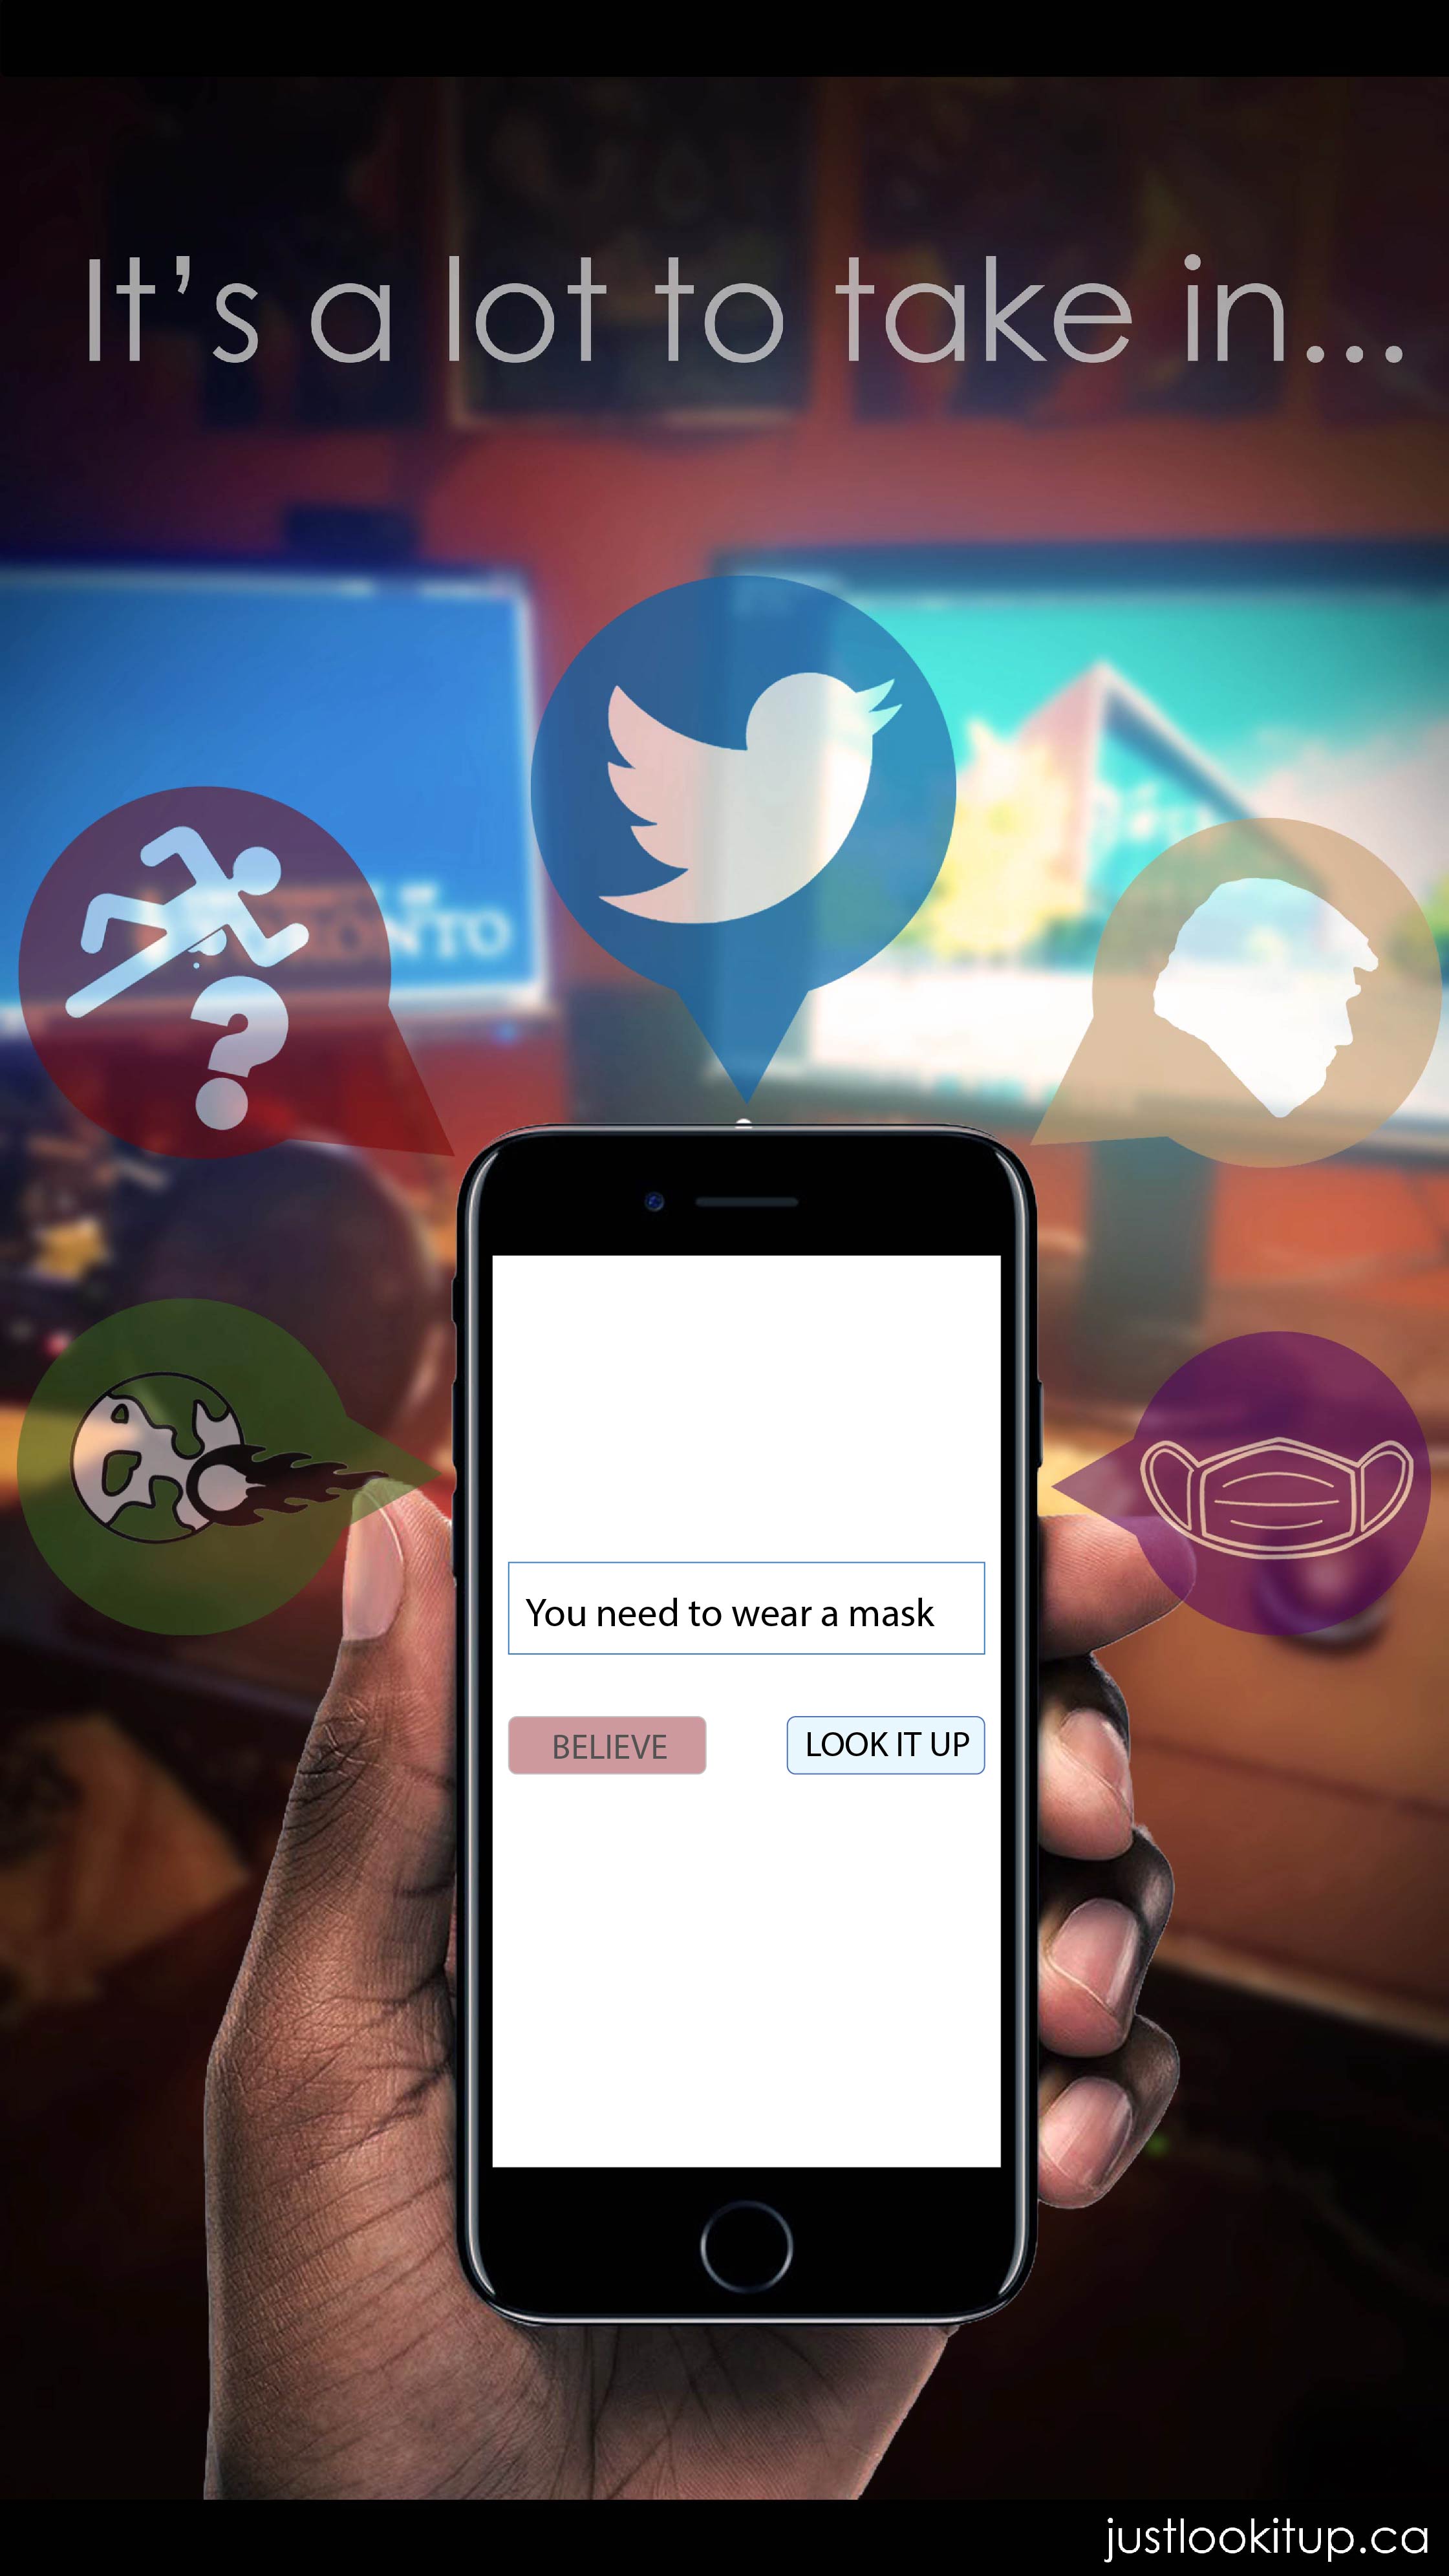 It's a lot to take in...
?
You need to wear a mask
BELIEVE
LOOK IT UP
justlookitup.ca